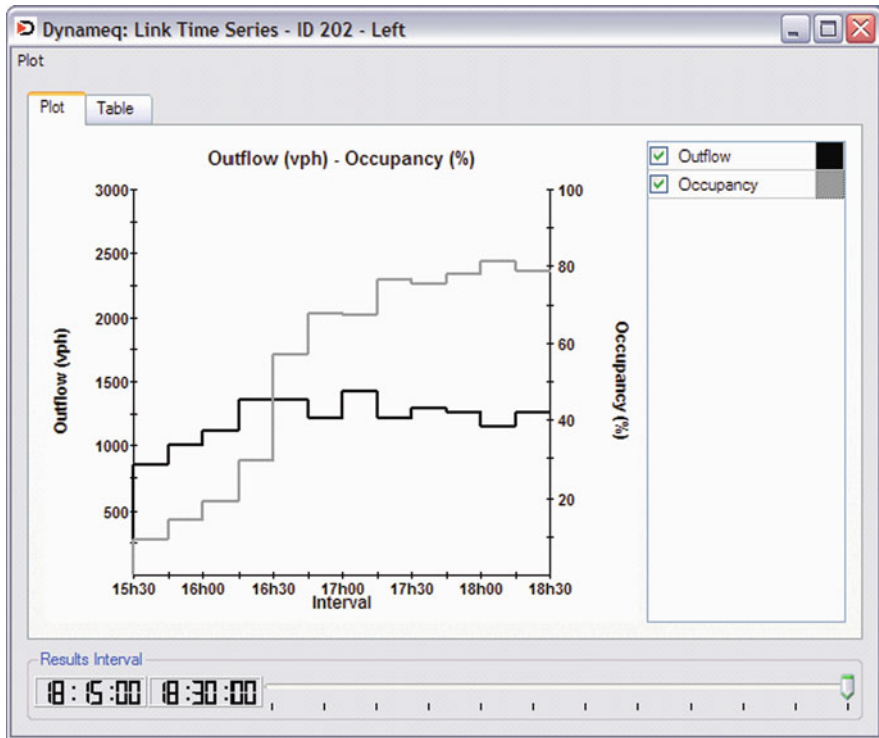 Dynameq: Link Time Series - ID 202 - Left
Plot
Plot Table
Outflow (vph) - Occupancy (%)
Outflow
Occupancy
3000
2500
2000
1500
1000
500
Outflow (vph)
100
80
60
40
20
Occupancy (%)
15h30 16h00 16h30 17h00 17h30 18h00 18h30
Interval
Results Interval
18:15:00 18:30:00